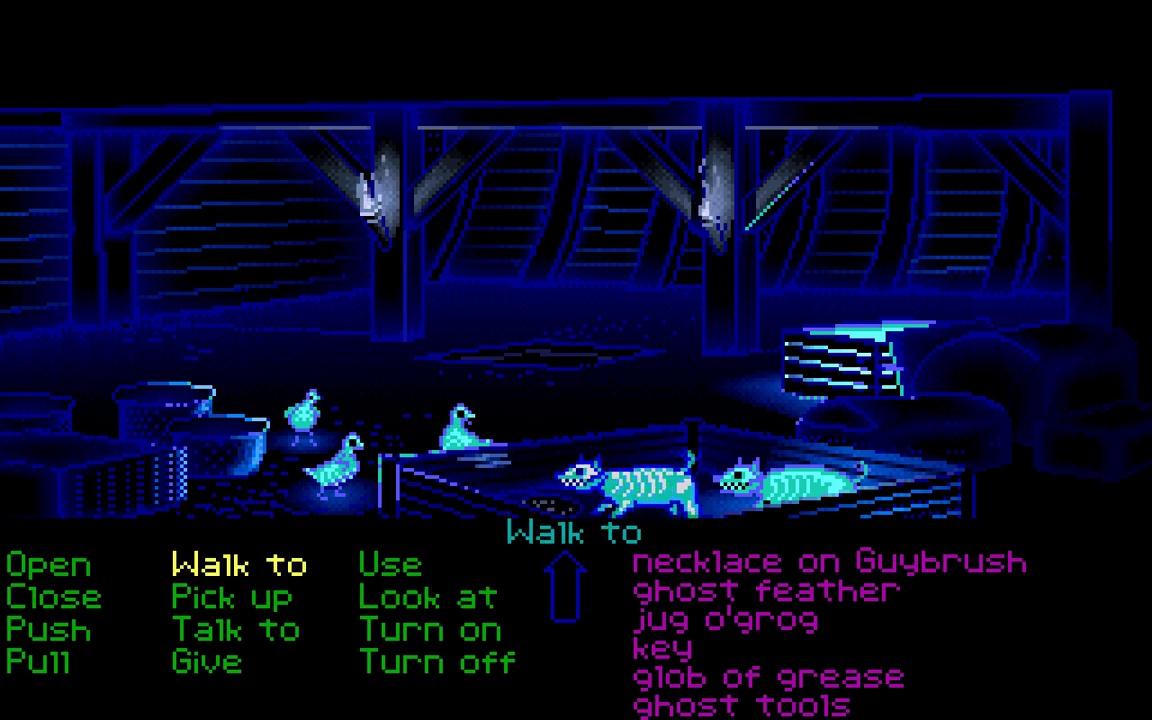 Walk to
Open Walk to Use necklace on Guybrush
ghost feather
Close Pick up Look at jug o'grog
Push Talk to Turn on key
Pull Give Turn off glob of grease
ghost tools